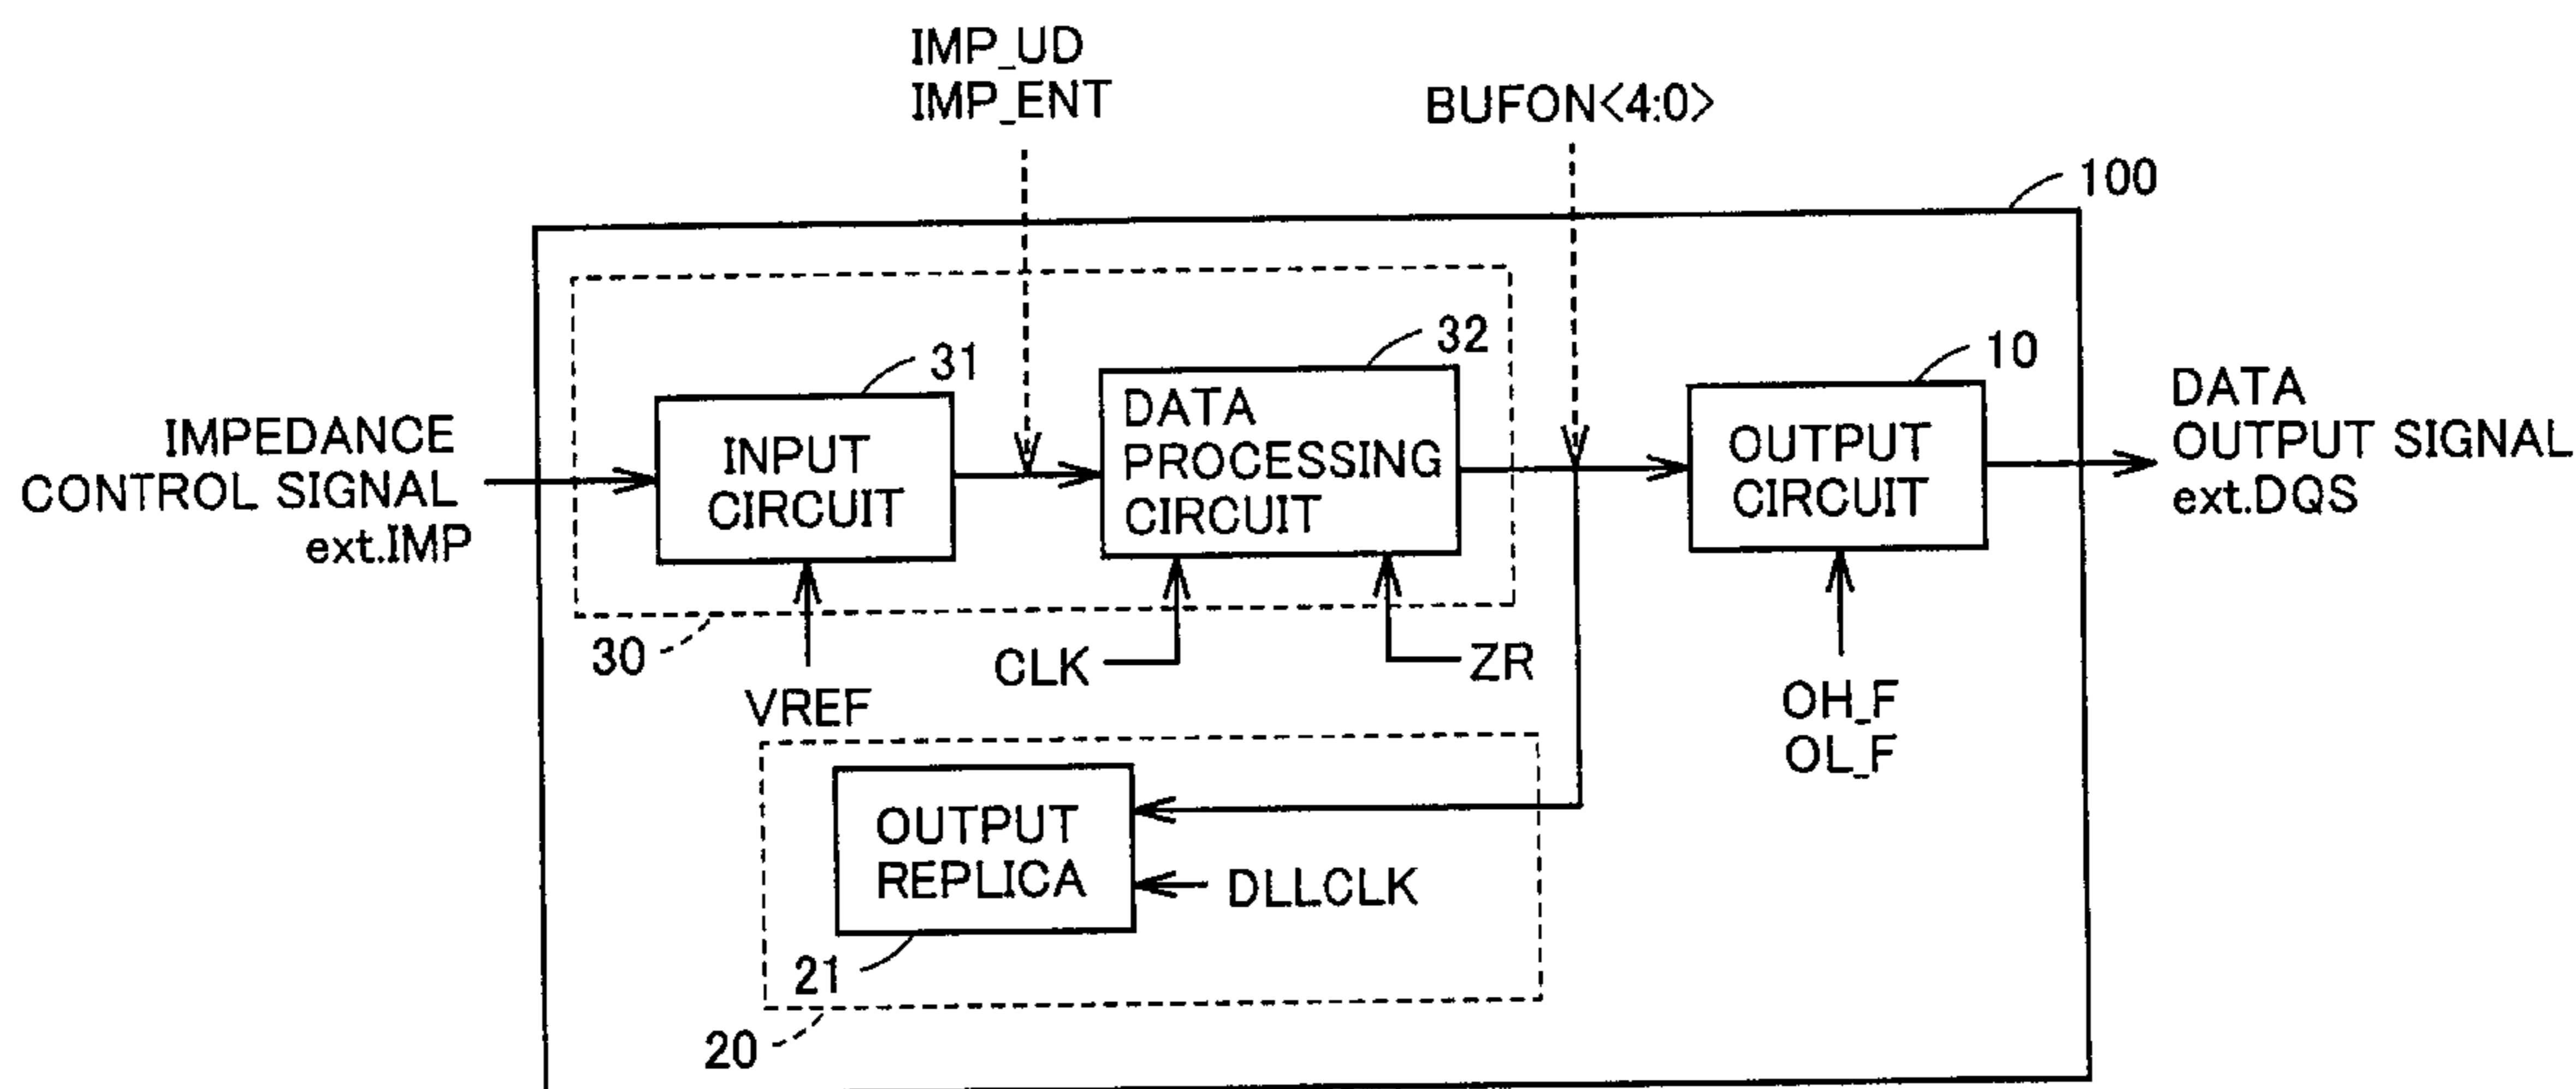 IMP_UD
IMP_ENT
BUFON<4:0>
100
31
32
10
IMPEDANCE
CONTROL SIGNAL
ext.IMP
INPUT
CIRCUIT
DATA
PROCESSING
CIRCUIT
OUTPUT
CIRCUIT
DATA
OUTPUT SIGNAL
ext.DQS
30
VREF
CLK
ZR
OH_F
OL_F
OUTPUT
REPLICA
DLLCLK
21
20